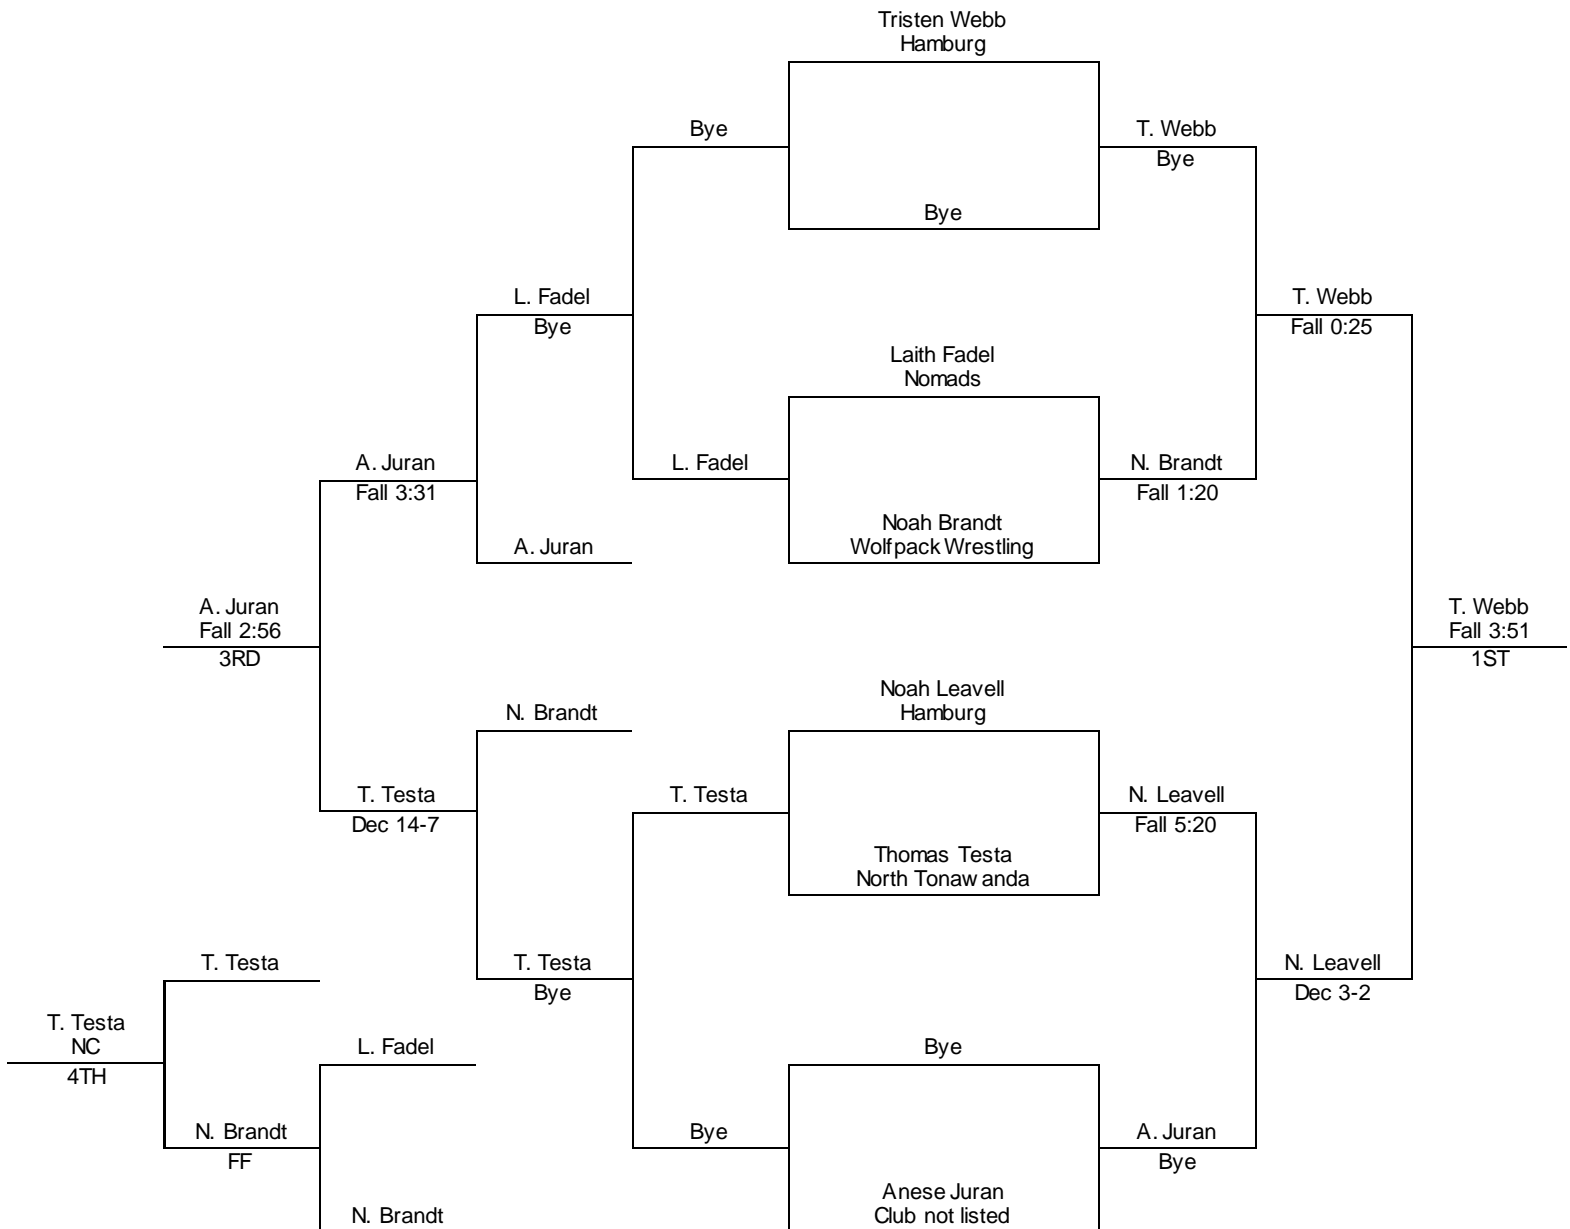 Tristen Webb
Hamburg
Bye
T. Webb
Bye
Bye
L. Fadel
Bye
T. Webb
Fall 0:25
Laith Fadel
Nomads
A. Juran
Fall 3:31
L. Fadel
N. Brandt
Fall 1:20
A. Juran
Noah Brandt
Wolfpack Wrestling
A. Juran
Fall 2:56
3RD
T. Webb
Fall 3:51
1ST
Noah Leavell
Hamburg
N. Brandt
T. Testa
Dec 14-7
T. Testa
N. Leavell
Fall 5:20
Thomas Testa
North Tonawanda
T. Testa
T. Testa
Bye
N. Leavell
Dec 3-2
T. Testa
NC
4TH
L. Fadel
Bye
N. Brandt
FF
Bye
A. Juran
Bye
N. Brandt
Anese Juran
Club not listed